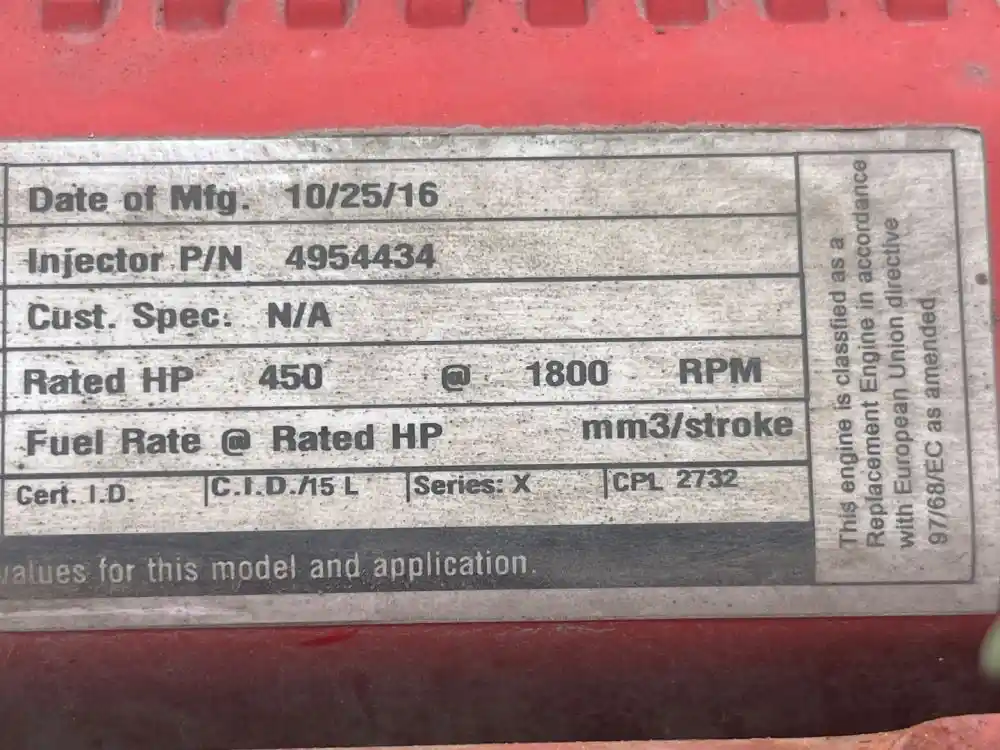 Date of Mfg. 10/25/16
Injector P/N 4954434
Cust. Spec. N/A
Rated HP 450 @ 1800 RPM
Fuel Rate @ Rated HP mm3/stroke
Cert. I.D. C.I.D./15 L Series: X CPL 2732
values for this model and application.
This engine is classfied as a
Replacement Engine in accordance
with European Union directive
97/68/EC as amended